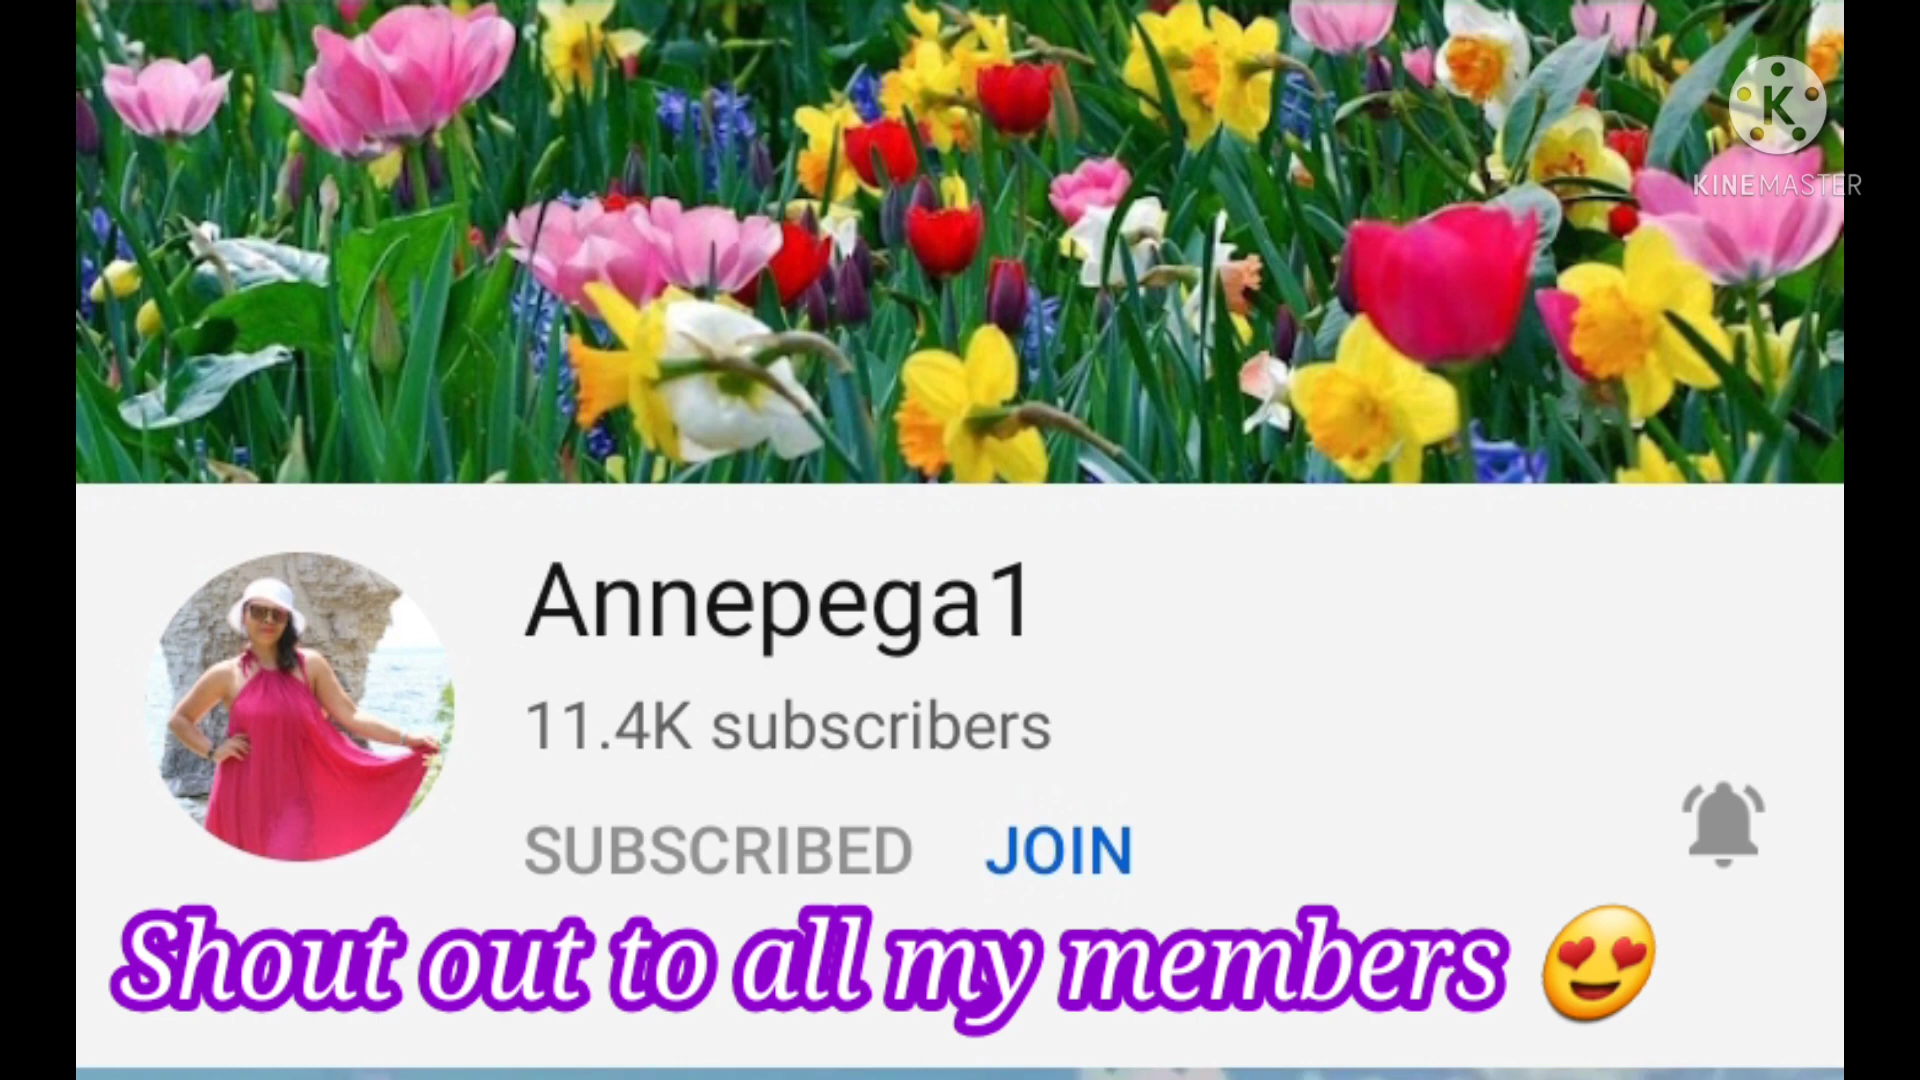 K
KINEMASTER
Annepega1
11.4K subscribers
SUBSCRIBED JOIN
Shout out to all my members 😍